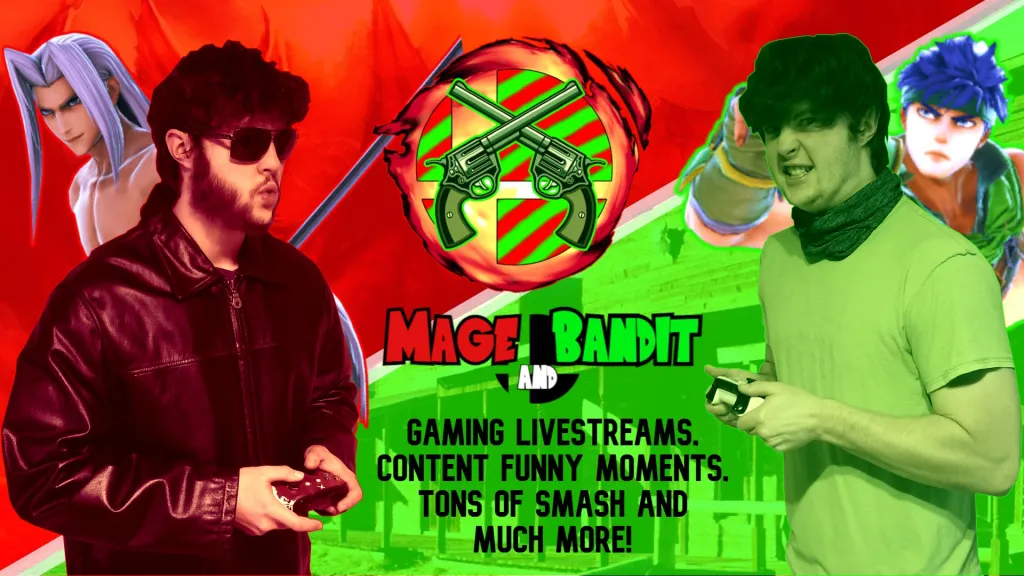 MAGE BANDIT
AND
GAMING LIVESTREAMS.
CONTENT FUNNY MOMENTS.
TONS OF SMASH AND
MUCH MORE!